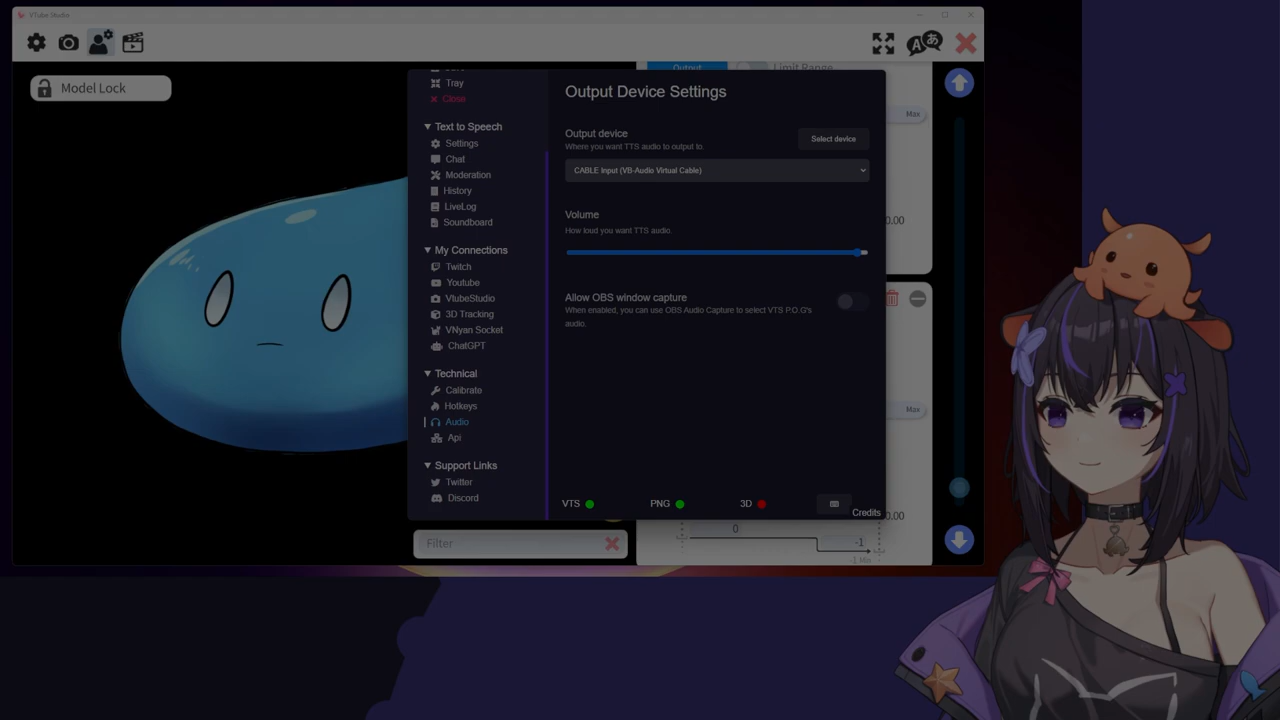 VTube Studio
Aあ
Model Lock
Output
Limit Range
Max
0.00
Max
0.00
0
-1
-1 Min
Filter
Tray
Close
Text to Speech
Settings
Chat
Moderation
History
LiveLog
Soundboard
My Connections
Twitch
Youtube
VtubeStudio
3D Tracking
VNyan Socket
ChatGPT
Technical
Calibrate
Hotkeys
Audio
Api
Support Links
Twitter
Discord
Output Device Settings
Output device
Where you want TTS audio to output to.
Select device
CABLE Input (VB-Audio Virtual Cable)
Volume
How loud you want TTS audio.
Allow OBS window capture
When enabled, you can use OBS Audio Capture to select VTS P.O.G's
audio.
VTS
PNG
3D
Credits